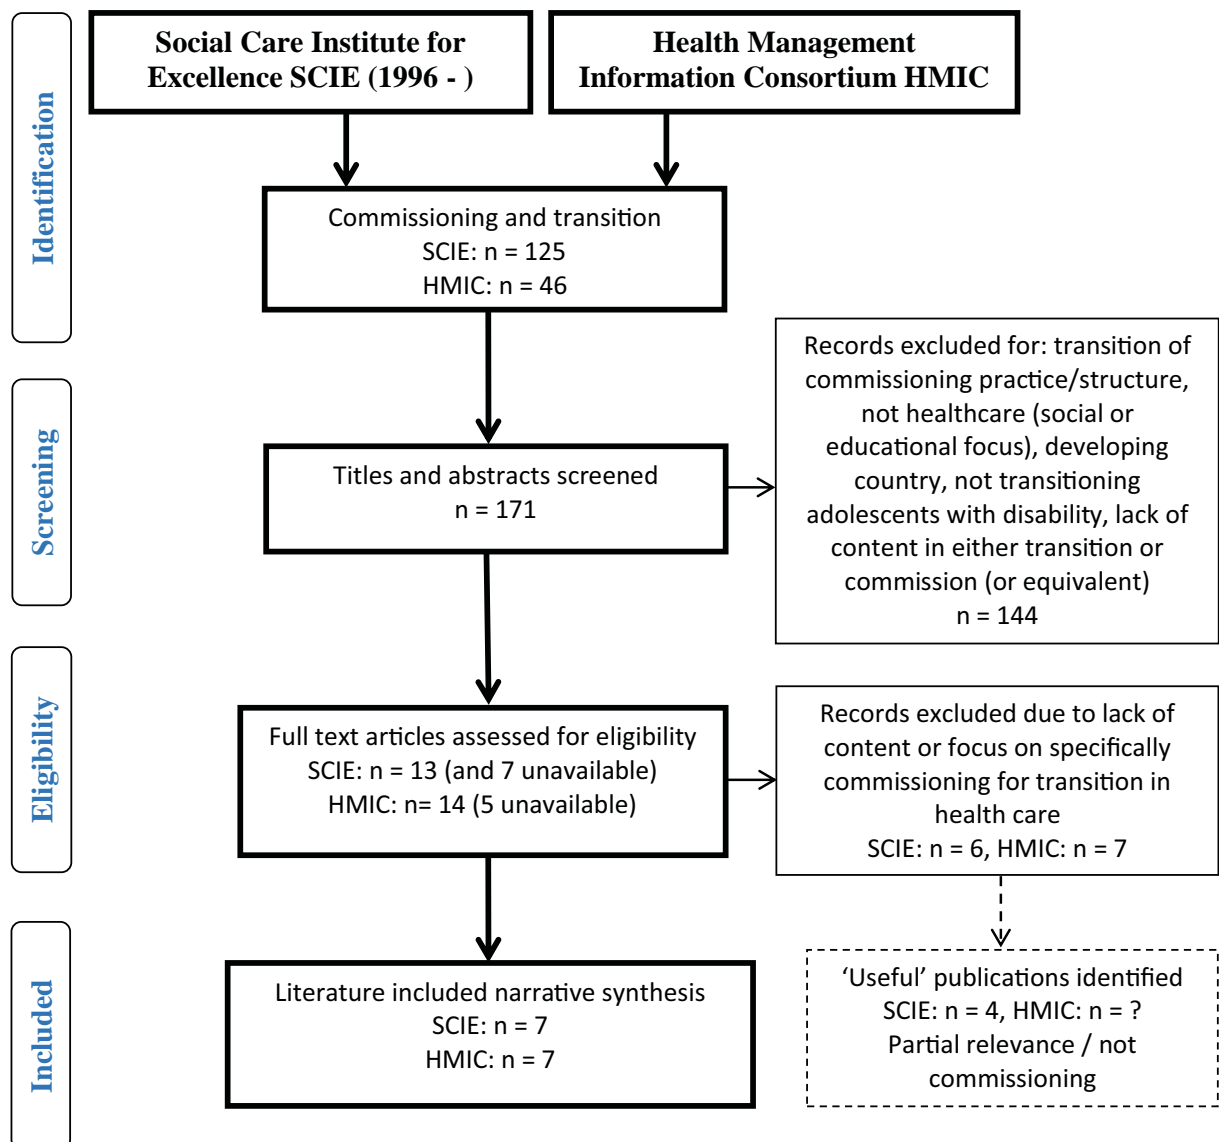 Identification
Social Care Institute for
Excellence SCIE (1996 - )
Health Management
Information Consortium HMIC
Commissioning and transition
SCIE: n = 125
HMIC: n = 46
Screening
Titles and abstracts screened
n = 171
Records excluded for: transition of
commissioning practice/structure,
not healthcare (social or
educational focus), developing
country, not transitioning
adolescents with disability, lack of
content in either transition or
commission (or equivalent)
n = 144
Eligibility
Full text articles assessed for eligibility
SCIE: n = 13 (and 7 unavailable)
HMIC: n= 14 (5 unavailable)
Records excluded due to lack of
content or focus on specifically
commissioning for transition in
health care
SCIE: n = 6, HMIC: n = 7
Included
Literature included narrative synthesis
SCIE: n = 7
HMIC: n = 7
‘Useful’ publications identified
SCIE: n = 4, HMIC: n = ?
Partial relevance / not
commissioning